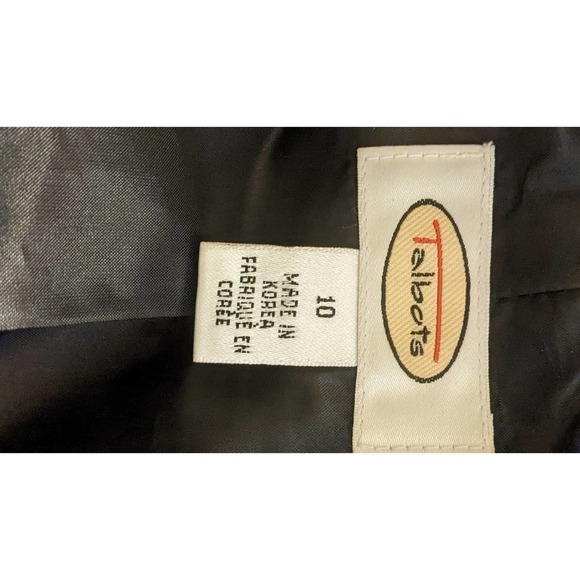 Talbots
10
MADE IN
KOREA
FABRIQUÉ EN
CORÉE